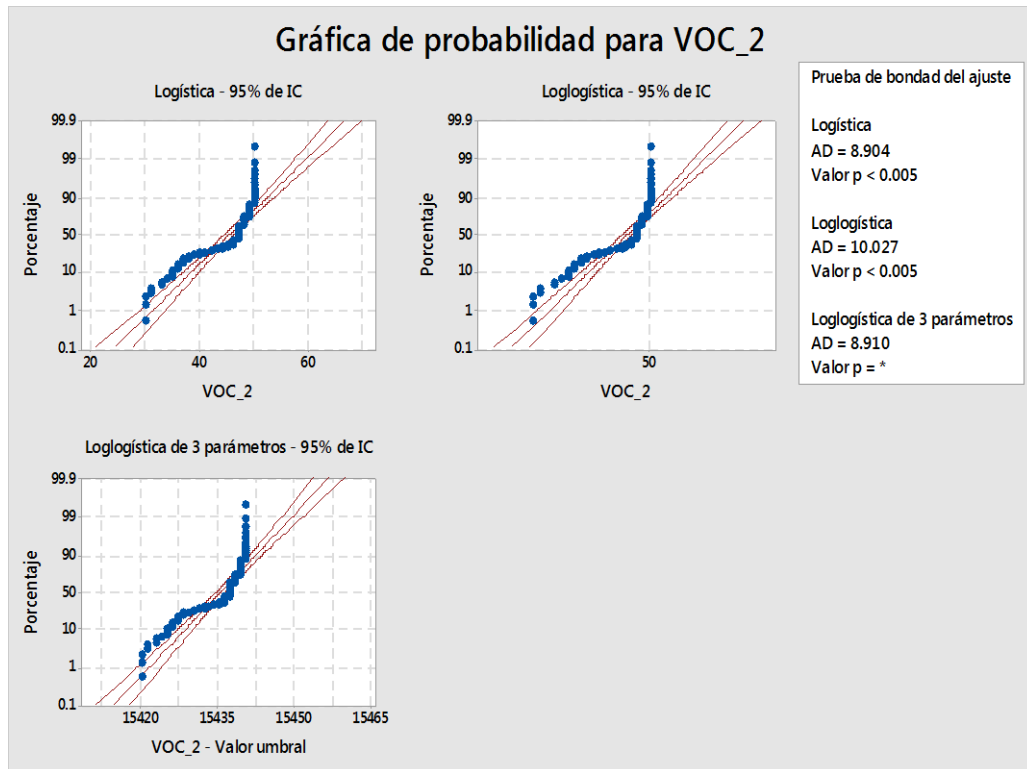 Gráfica de probabilidad para VOC_2
Logística - 95% de IC
Porcentaje
99.9
99
90
50
10
1
0.1
20 40 60
VOC_2
Loglogística - 95% de IC
Porcentaje
99.9
99
90
50
10
1
0.1
50
VOC_2
Prueba de bondad del ajuste
Logística
AD = 8.904
Valor p < 0.005
Loglogística
AD = 10.027
Valor p < 0.005
Loglogística de 3 parámetros
AD = 8.910
Valor p = *
Loglogística de 3 parámetros - 95% de IC
Porcentaje
99.9
99
90
50
10
1
0.1
15420 15435 15450 15465
VOC_2 - Valor umbral